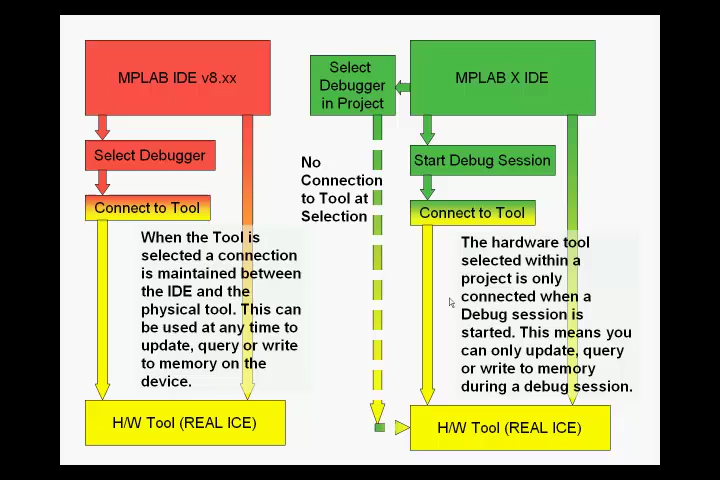 MPLAB IDE v8.xx
Select Debugger
Connect to Tool
When the Tool is
selected a connection
is maintained between
the IDE and the
physical tool. This can
be used at any time to
update, query or write
to memory on the
device.
H/W Tool (REAL ICE)
Select
Debugger
in Project
MPLAB X IDE
No
Connection
to Tool at
Selection
Start Debug Session
Connect to Tool
The hardware tool
selected within a
project is only
connected when a
Debug session is
started. This means you
can only update, query
or write to memory
during a debug session.
H/W Tool (REAL ICE)